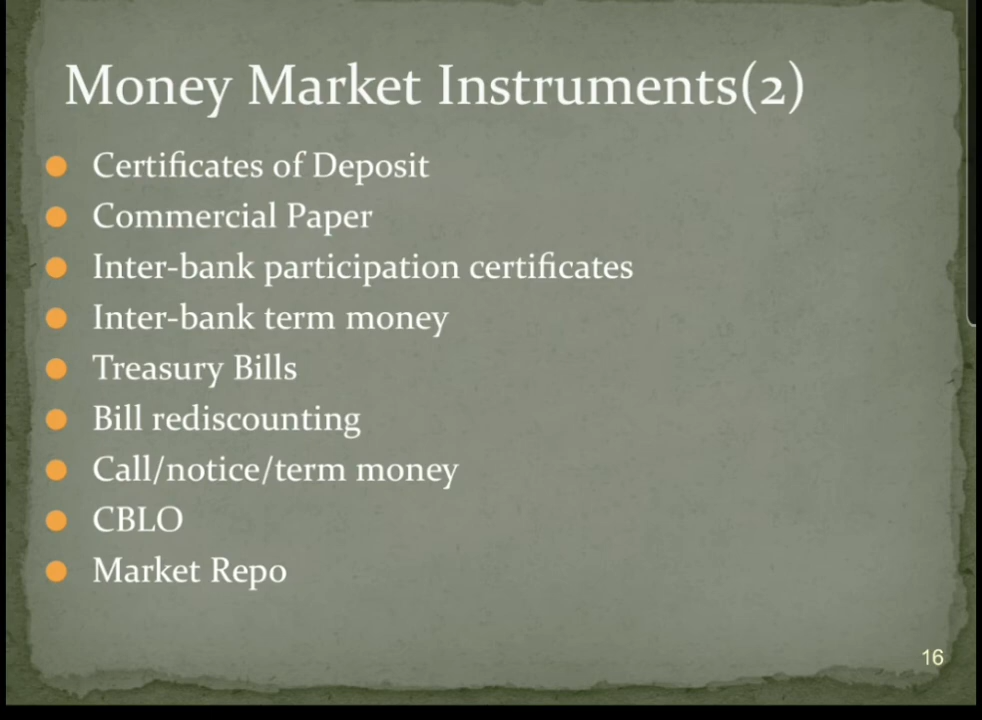 Money Market Instruments(2)
Certificates of Deposit
Commercial Paper
Inter-bank participation certificates
Inter-bank term money
Treasury Bills
Bill rediscounting
Call/notice/term money
CBLO
Market Repo
16